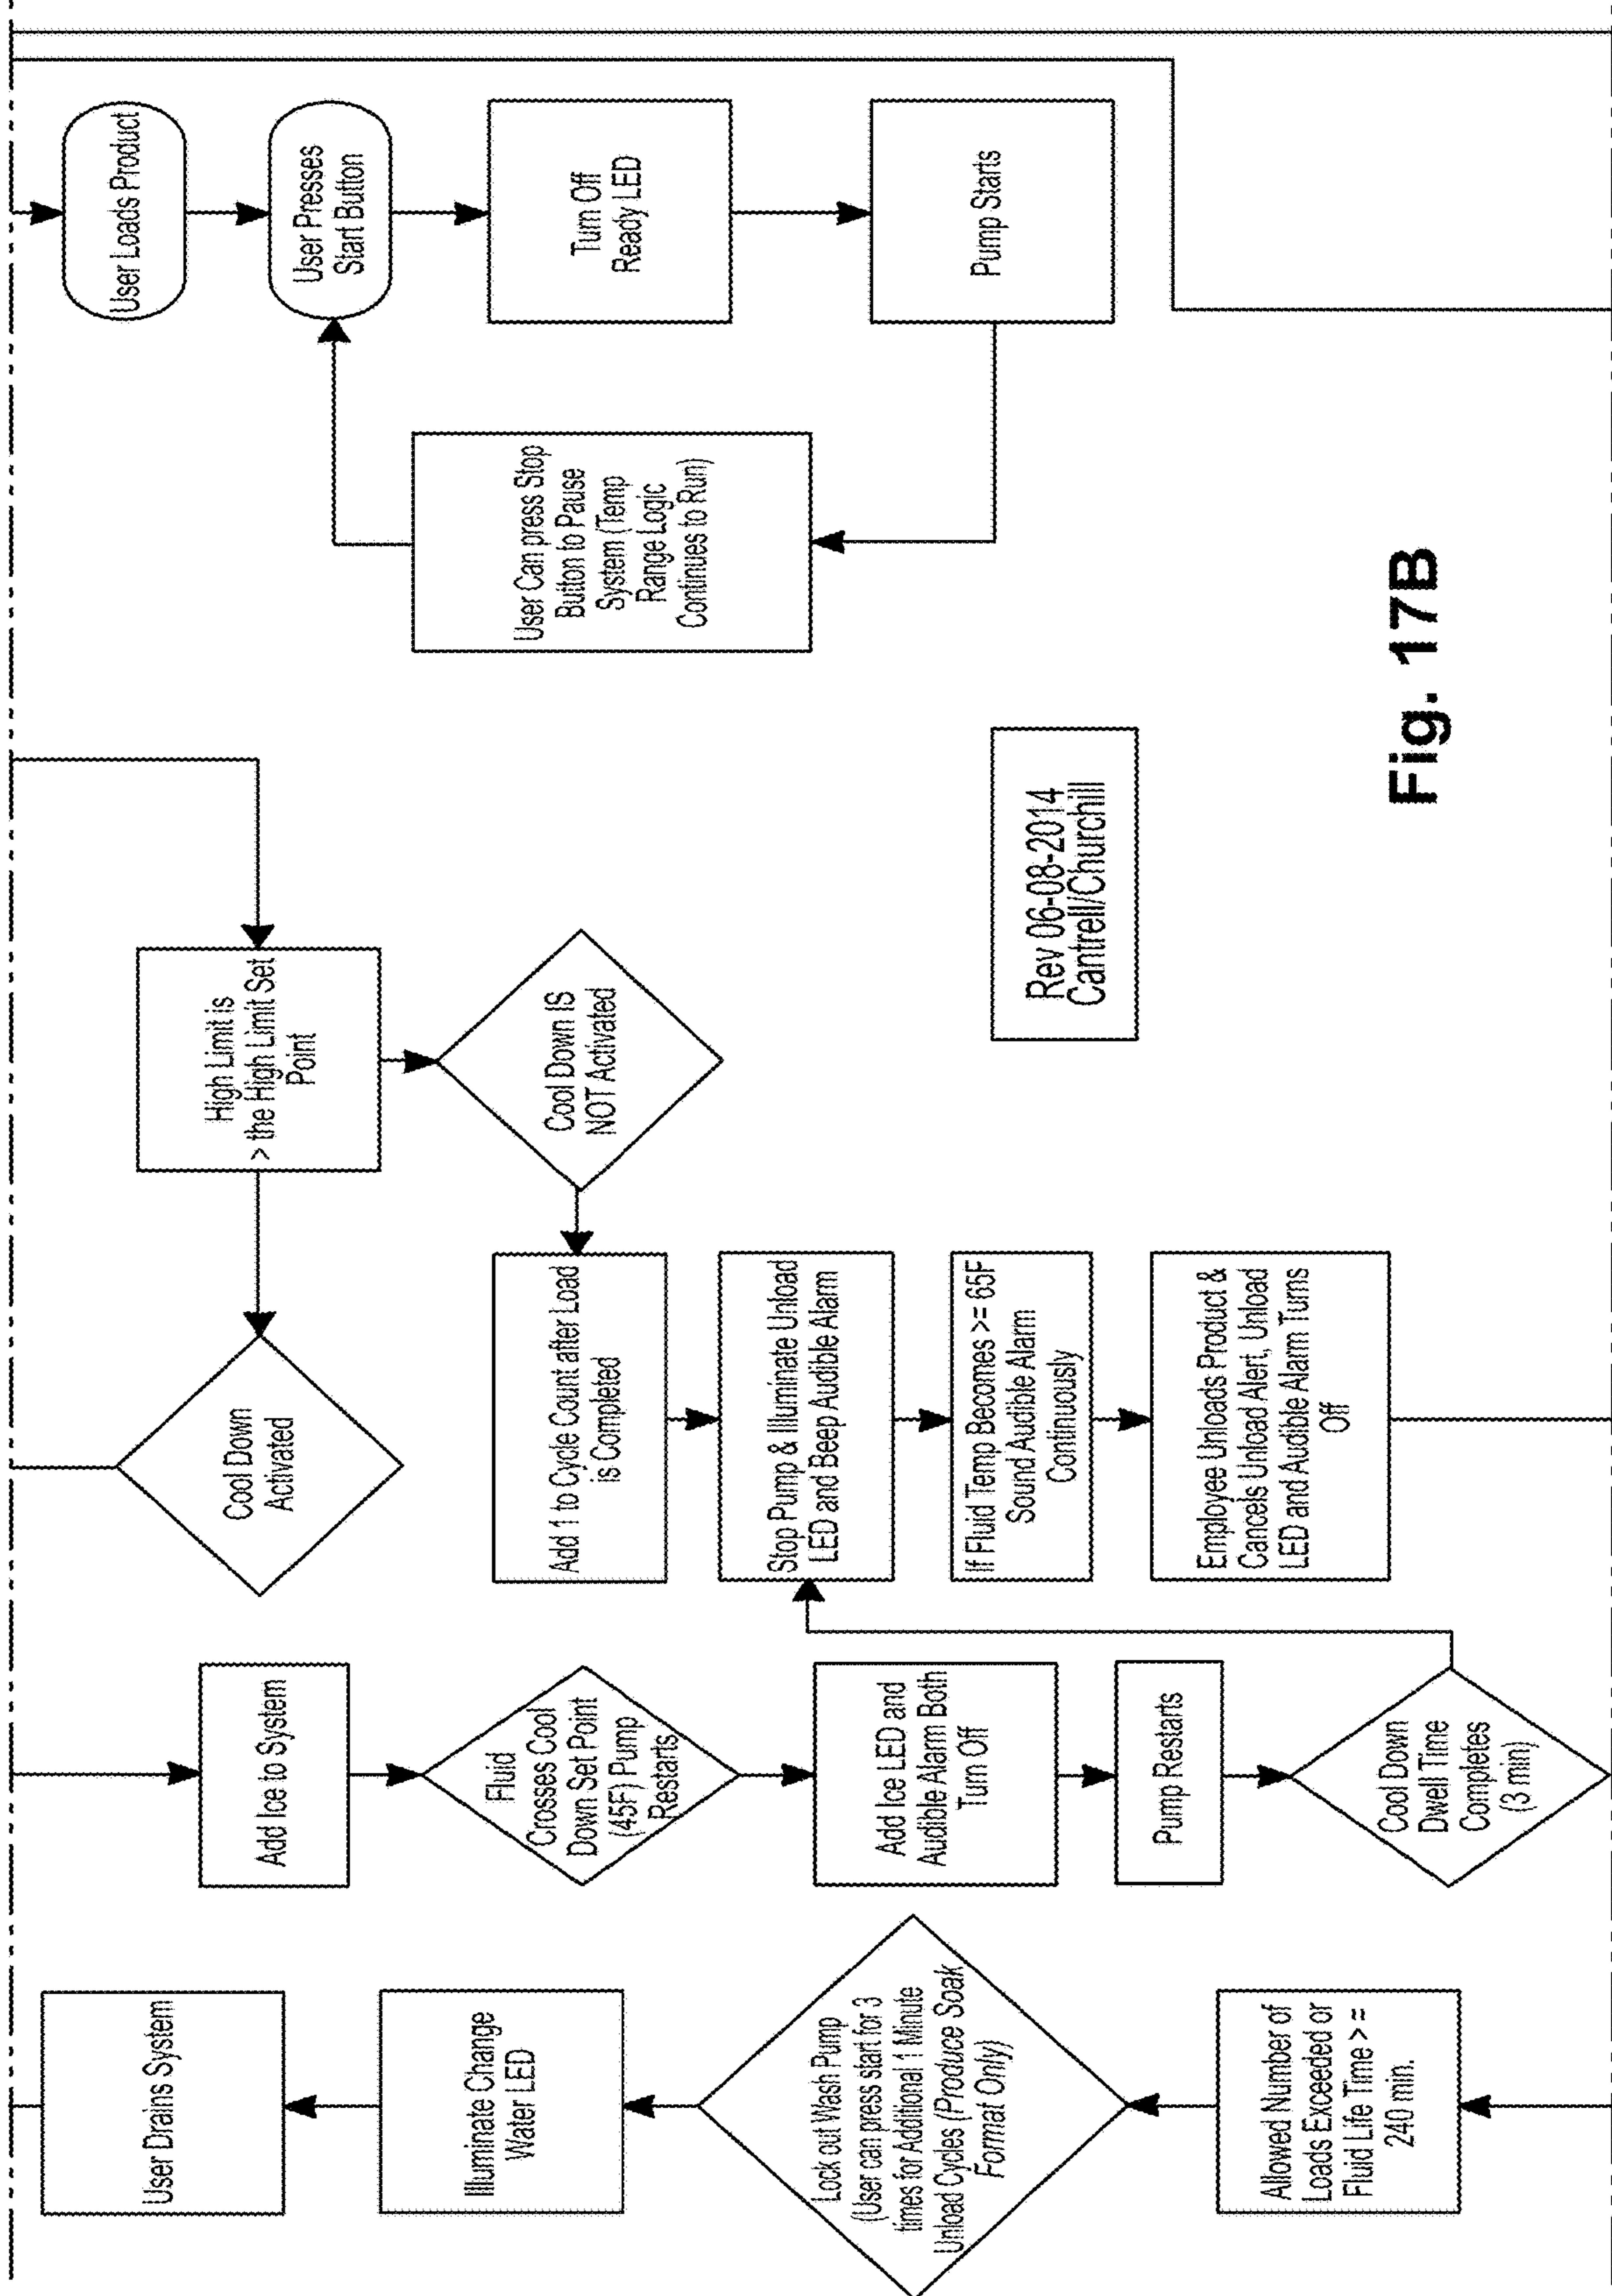 User Loads Product
User Presses
Start Button
Turn Off
Ready LED
Pump Starts
User Can press Stop
Button to Pause
System (Temp
Range Logic
Continues to Run)
High Limit is
> the High Limit Set
Point
Cool Down IS
NOT Activated
Cool Down
Activated
Add 1 to Cycle Count after Load
is Completed
Stop Pump & Illuminate Unload
LED and Beep Audible Alarm
If Fluid Temp Becomes >= 65F
Sound Audible Alarm
Continuously
Employee Unloads Product &
Cancels Unload Alert, Unload
LED and Audible Alarm Turns
Off
Add Ice to System
Fluid
Crosses Cool
Down Set Point
(45F) Pump
Restarts
Add Ice LED and
Audible Alarm Both
Turn Off
Pump Restarts
Cool Down
Dwell Time
Completes
(3 min)
User Drains System
Illuminate Change
Water LED
Lock out Wash Pump
(User can press start for 3
times for Additional 1 Minute
Unload Cycles (Produce Soak
Format Only)
Allowed Number of
Loads Exceeded or
Fluid Life Time >=
240 min.
Rev 06-08-2014
Cantrell/Churchill
Fig. 17B